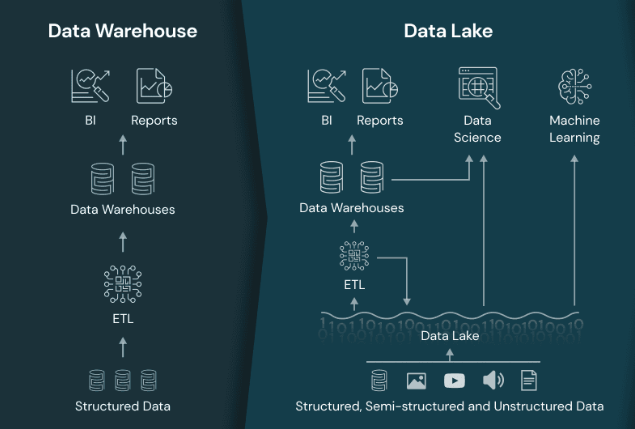 Data Warehouse
BI
Reports
Data Warehouses
ETL
Structured Data
Data Lake
BI
Reports
Data
Science
Machine
Learning
Data Warehouses
ETL
Data Lake
Structured, Semi-structured and Unstructured Data